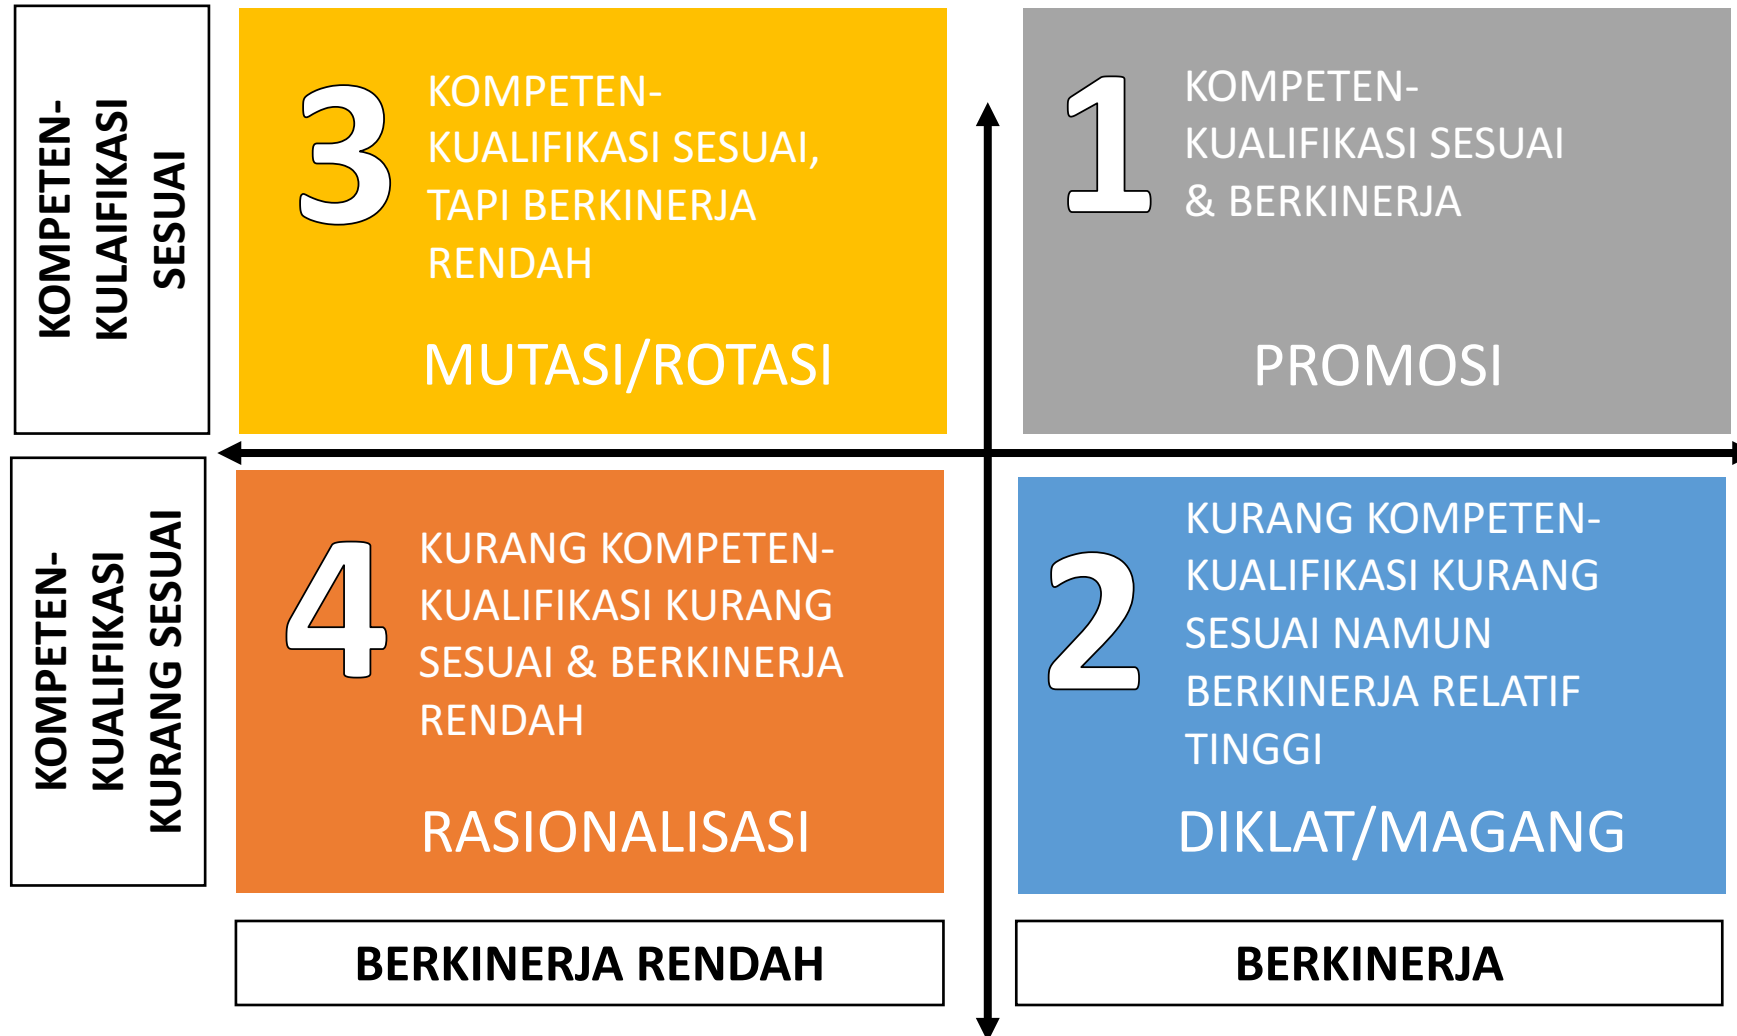 KOMPETEN-
KULAIFIKASI
SESUAI
3
KOMPETEN-
KUALIFIKASI SESUAI,
TAPI BERKINERJA
RENDAH
MUTASI/ROTASI
1
KOMPETEN-
KUALIFIKASI SESUAI
& BERKINERJA
PROMOSI
KOMPETEN-
KUALIFIKASI
KURANG SESUAI
4
KURANG KOMPETEN-
KUALIFIKASI KURANG
SESUAI & BERKINERJA
RENDAH
RASIONALISASI
2
KURANG KOMPETEN-
KUALIFIKASI KURANG
SESUAI NAMUN
BERKINERJA RELATIF
TINGGI
DIKLAT/MAGANG
BERKINERJA RENDAH
BERKINERJA